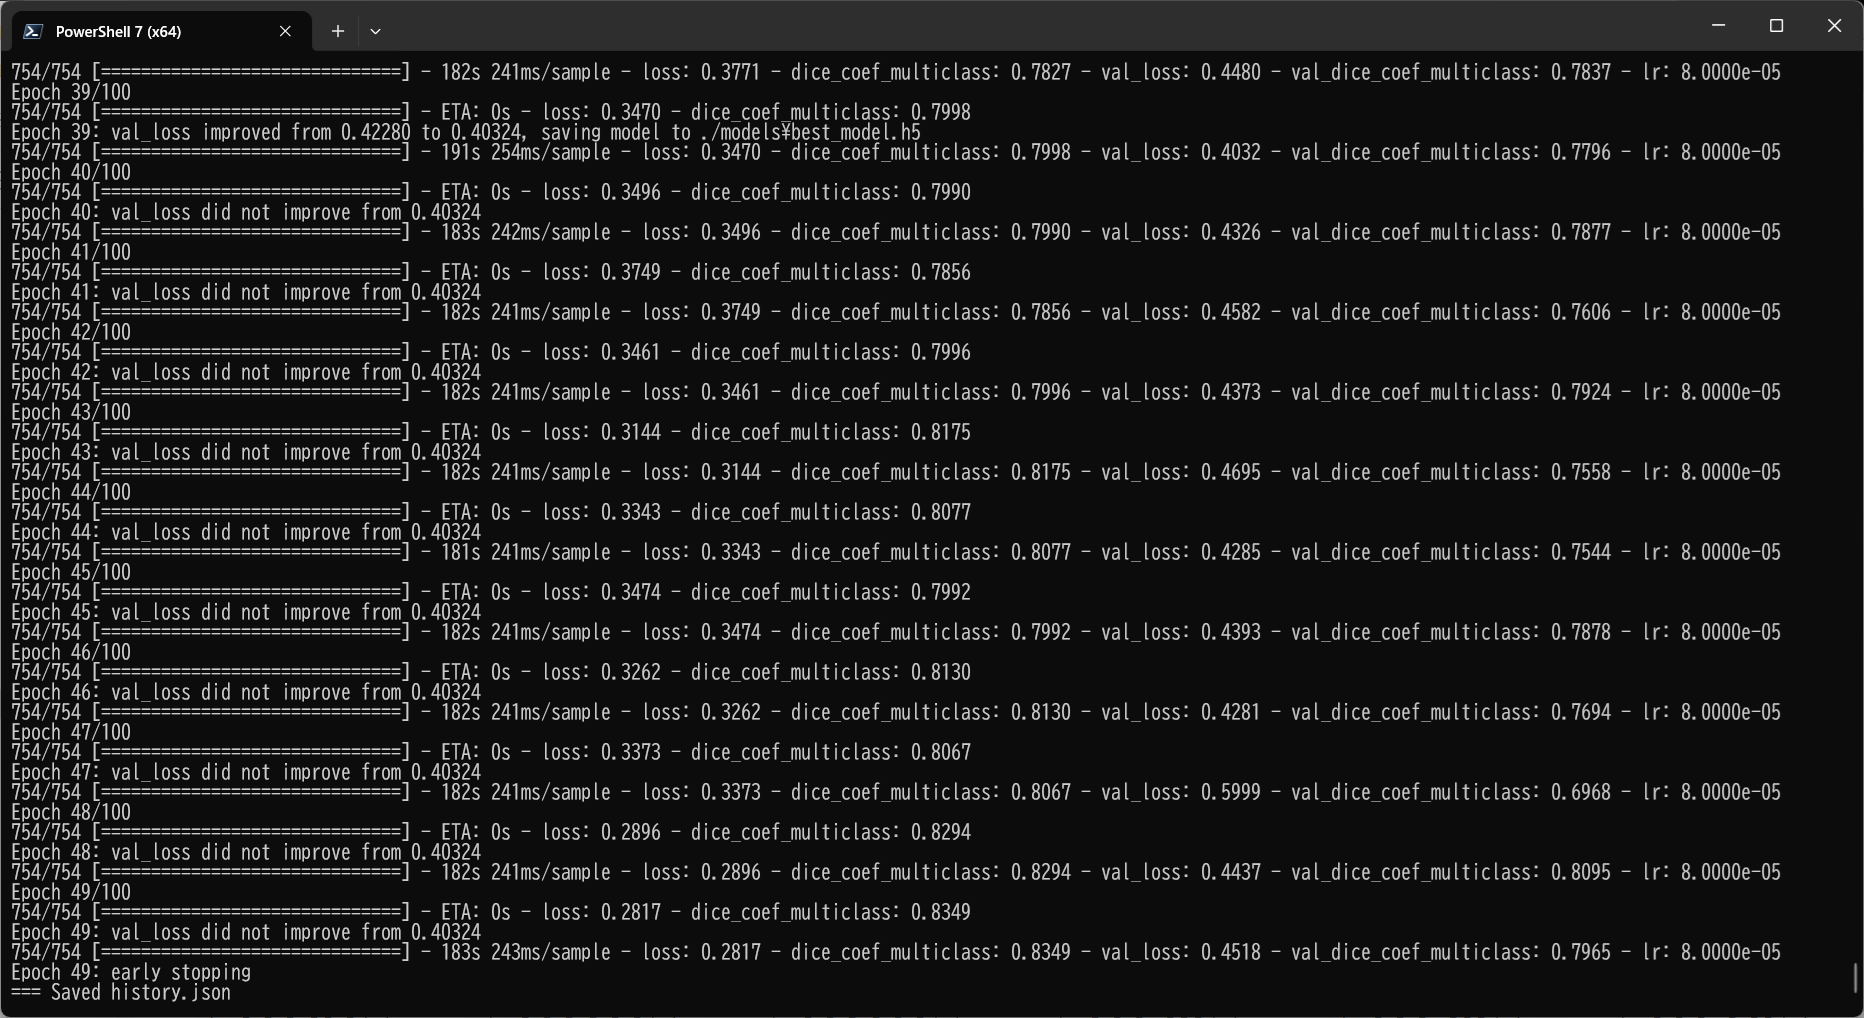 PowerShell 7 (x64)
754/754 [==============================] - 182s 241ms/sample - loss: 0.3771 - dice_coef_multiclass: 0.7827 - val_loss: 0.4480 - val_dice_coef_multiclass: 0.7837 - lr: 8.0000e-05
Epoch 39/100
754/754 [==============================] - ETA: 0s - loss: 0.3470 - dice_coef_multiclass: 0.7998
Epoch 39: val_loss improved from 0.42280 to 0.40324, saving model to ./models¥best_model.h5
754/754 [==============================] - 191s 254ms/sample - loss: 0.3470 - dice_coef_multiclass: 0.7998 - val_loss: 0.4032 - val_dice_coef_multiclass: 0.7796 - lr: 8.0000e-05
Epoch 40/100
754/754 [==============================] - ETA: 0s - loss: 0.3496 - dice_coef_multiclass: 0.7990
Epoch 40: val_loss did not improve from 0.40324
754/754 [==============================] - 183s 242ms/sample - loss: 0.3496 - dice_coef_multiclass: 0.7990 - val_loss: 0.4326 - val_dice_coef_multiclass: 0.7877 - lr: 8.0000e-05
Epoch 41/100
754/754 [==============================] - ETA: 0s - loss: 0.3749 - dice_coef_multiclass: 0.7856
Epoch 41: val_loss did not improve from 0.40324
754/754 [==============================] - 182s 241ms/sample - loss: 0.3749 - dice_coef_multiclass: 0.7856 - val_loss: 0.4582 - val_dice_coef_multiclass: 0.7606 - lr: 8.0000e-05
Epoch 42/100
754/754 [==============================] - ETA: 0s - loss: 0.3461 - dice_coef_multiclass: 0.7996
Epoch 42: val_loss did not improve from 0.40324
754/754 [==============================] - 182s 241ms/sample - loss: 0.3461 - dice_coef_multiclass: 0.7996 - val_loss: 0.4373 - val_dice_coef_multiclass: 0.7924 - lr: 8.0000e-05
Epoch 43/100
754/754 [==============================] - ETA: 0s - loss: 0.3144 - dice_coef_multiclass: 0.8175
Epoch 43: val_loss did not improve from 0.40324
754/754 [==============================] - 182s 241ms/sample - loss: 0.3144 - dice_coef_multiclass: 0.8175 - val_loss: 0.4695 - val_dice_coef_multiclass: 0.7558 - lr: 8.0000e-05
Epoch 44/100
754/754 [==============================] - ETA: 0s - loss: 0.3343 - dice_coef_multiclass: 0.8077
Epoch 44: val_loss did not improve from 0.40324
754/754 [==============================] - 181s 241ms/sample - loss: 0.3343 - dice_coef_multiclass: 0.8077 - val_loss: 0.4285 - val_dice_coef_multiclass: 0.7544 - lr: 8.0000e-05
Epoch 45/100
754/754 [==============================] - ETA: 0s - loss: 0.3474 - dice_coef_multiclass: 0.7992
Epoch 45: val_loss did not improve from 0.40324
754/754 [==============================] - 182s 241ms/sample - loss: 0.3474 - dice_coef_multiclass: 0.7992 - val_loss: 0.4393 - val_dice_coef_multiclass: 0.7878 - lr: 8.0000e-05
Epoch 46/100
754/754 [==============================] - ETA: 0s - loss: 0.3262 - dice_coef_multiclass: 0.8130
Epoch 46: val_loss did not improve from 0.40324
754/754 [==============================] - 182s 241ms/sample - loss: 0.3262 - dice_coef_multiclass: 0.8130 - val_loss: 0.4281 - val_dice_coef_multiclass: 0.7694 - lr: 8.0000e-05
Epoch 47/100
754/754 [==============================] - ETA: 0s - loss: 0.3373 - dice_coef_multiclass: 0.8067
Epoch 47: val_loss did not improve from 0.40324
754/754 [==============================] - 182s 241ms/sample - loss: 0.3373 - dice_coef_multiclass: 0.8067 - val_loss: 0.5999 - val_dice_coef_multiclass: 0.6968 - lr: 8.0000e-05
Epoch 48/100
754/754 [==============================] - ETA: 0s - loss: 0.2896 - dice_coef_multiclass: 0.8294
Epoch 48: val_loss did not improve from 0.40324
754/754 [==============================] - 182s 241ms/sample - loss: 0.2896 - dice_coef_multiclass: 0.8294 - val_loss: 0.4437 - val_dice_coef_multiclass: 0.8095 - lr: 8.0000e-05
Epoch 49/100
754/754 [==============================] - ETA: 0s - loss: 0.2817 - dice_coef_multiclass: 0.8349
Epoch 49: val_loss did not improve from 0.40324
754/754 [==============================] - 183s 243ms/sample - loss: 0.2817 - dice_coef_multiclass: 0.8349 - val_loss: 0.4518 - val_dice_coef_multiclass: 0.7965 - lr: 8.0000e-05
Epoch 49: early stopping
=== Saved history.json